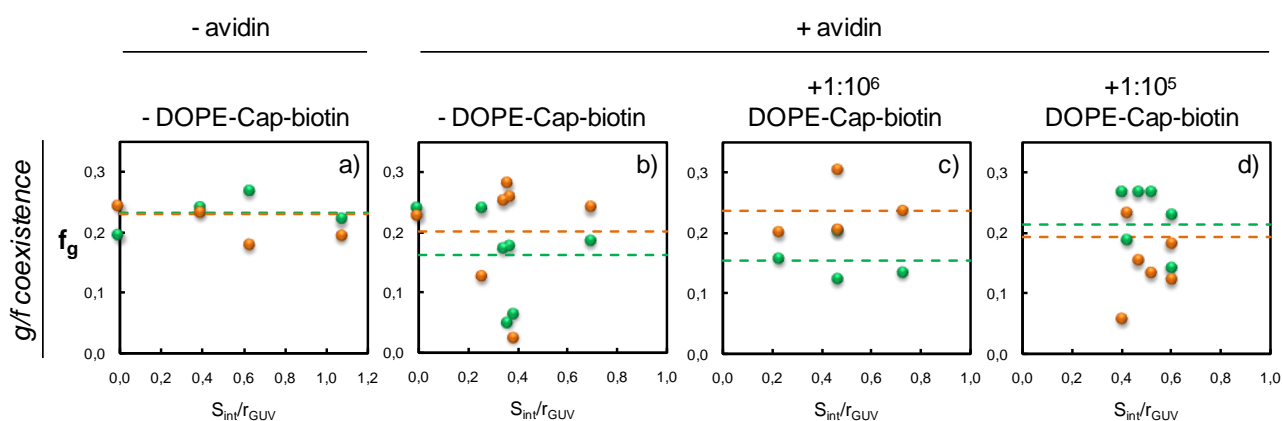 - avidin
+ avidin
- DOPE-Cap-biotin
- DOPE-Cap-biotin
+1:10⁶
DOPE-Cap-biotin
+1:10⁵
DOPE-Cap-biotin
g/f coexistence
f_g
a)
0,3
0,2
0,1
0,0
0,0 0,2 0,4 0,6 0,8 1,0 1,2
S_int/r_GUV
b)
0,3
0,2
0,1
0,0
0,0 0,2 0,4 0,6 0,8 1,0
S_int/r_GUV
c)
0,3
0,2
0,1
0,0
0,0 0,2 0,4 0,6 0,8 1,0
S_int/r_GUV
d)
0,3
0,2
0,1
0,0
0,0 0,2 0,4 0,6 0,8 1,0
S_int/r_GUV